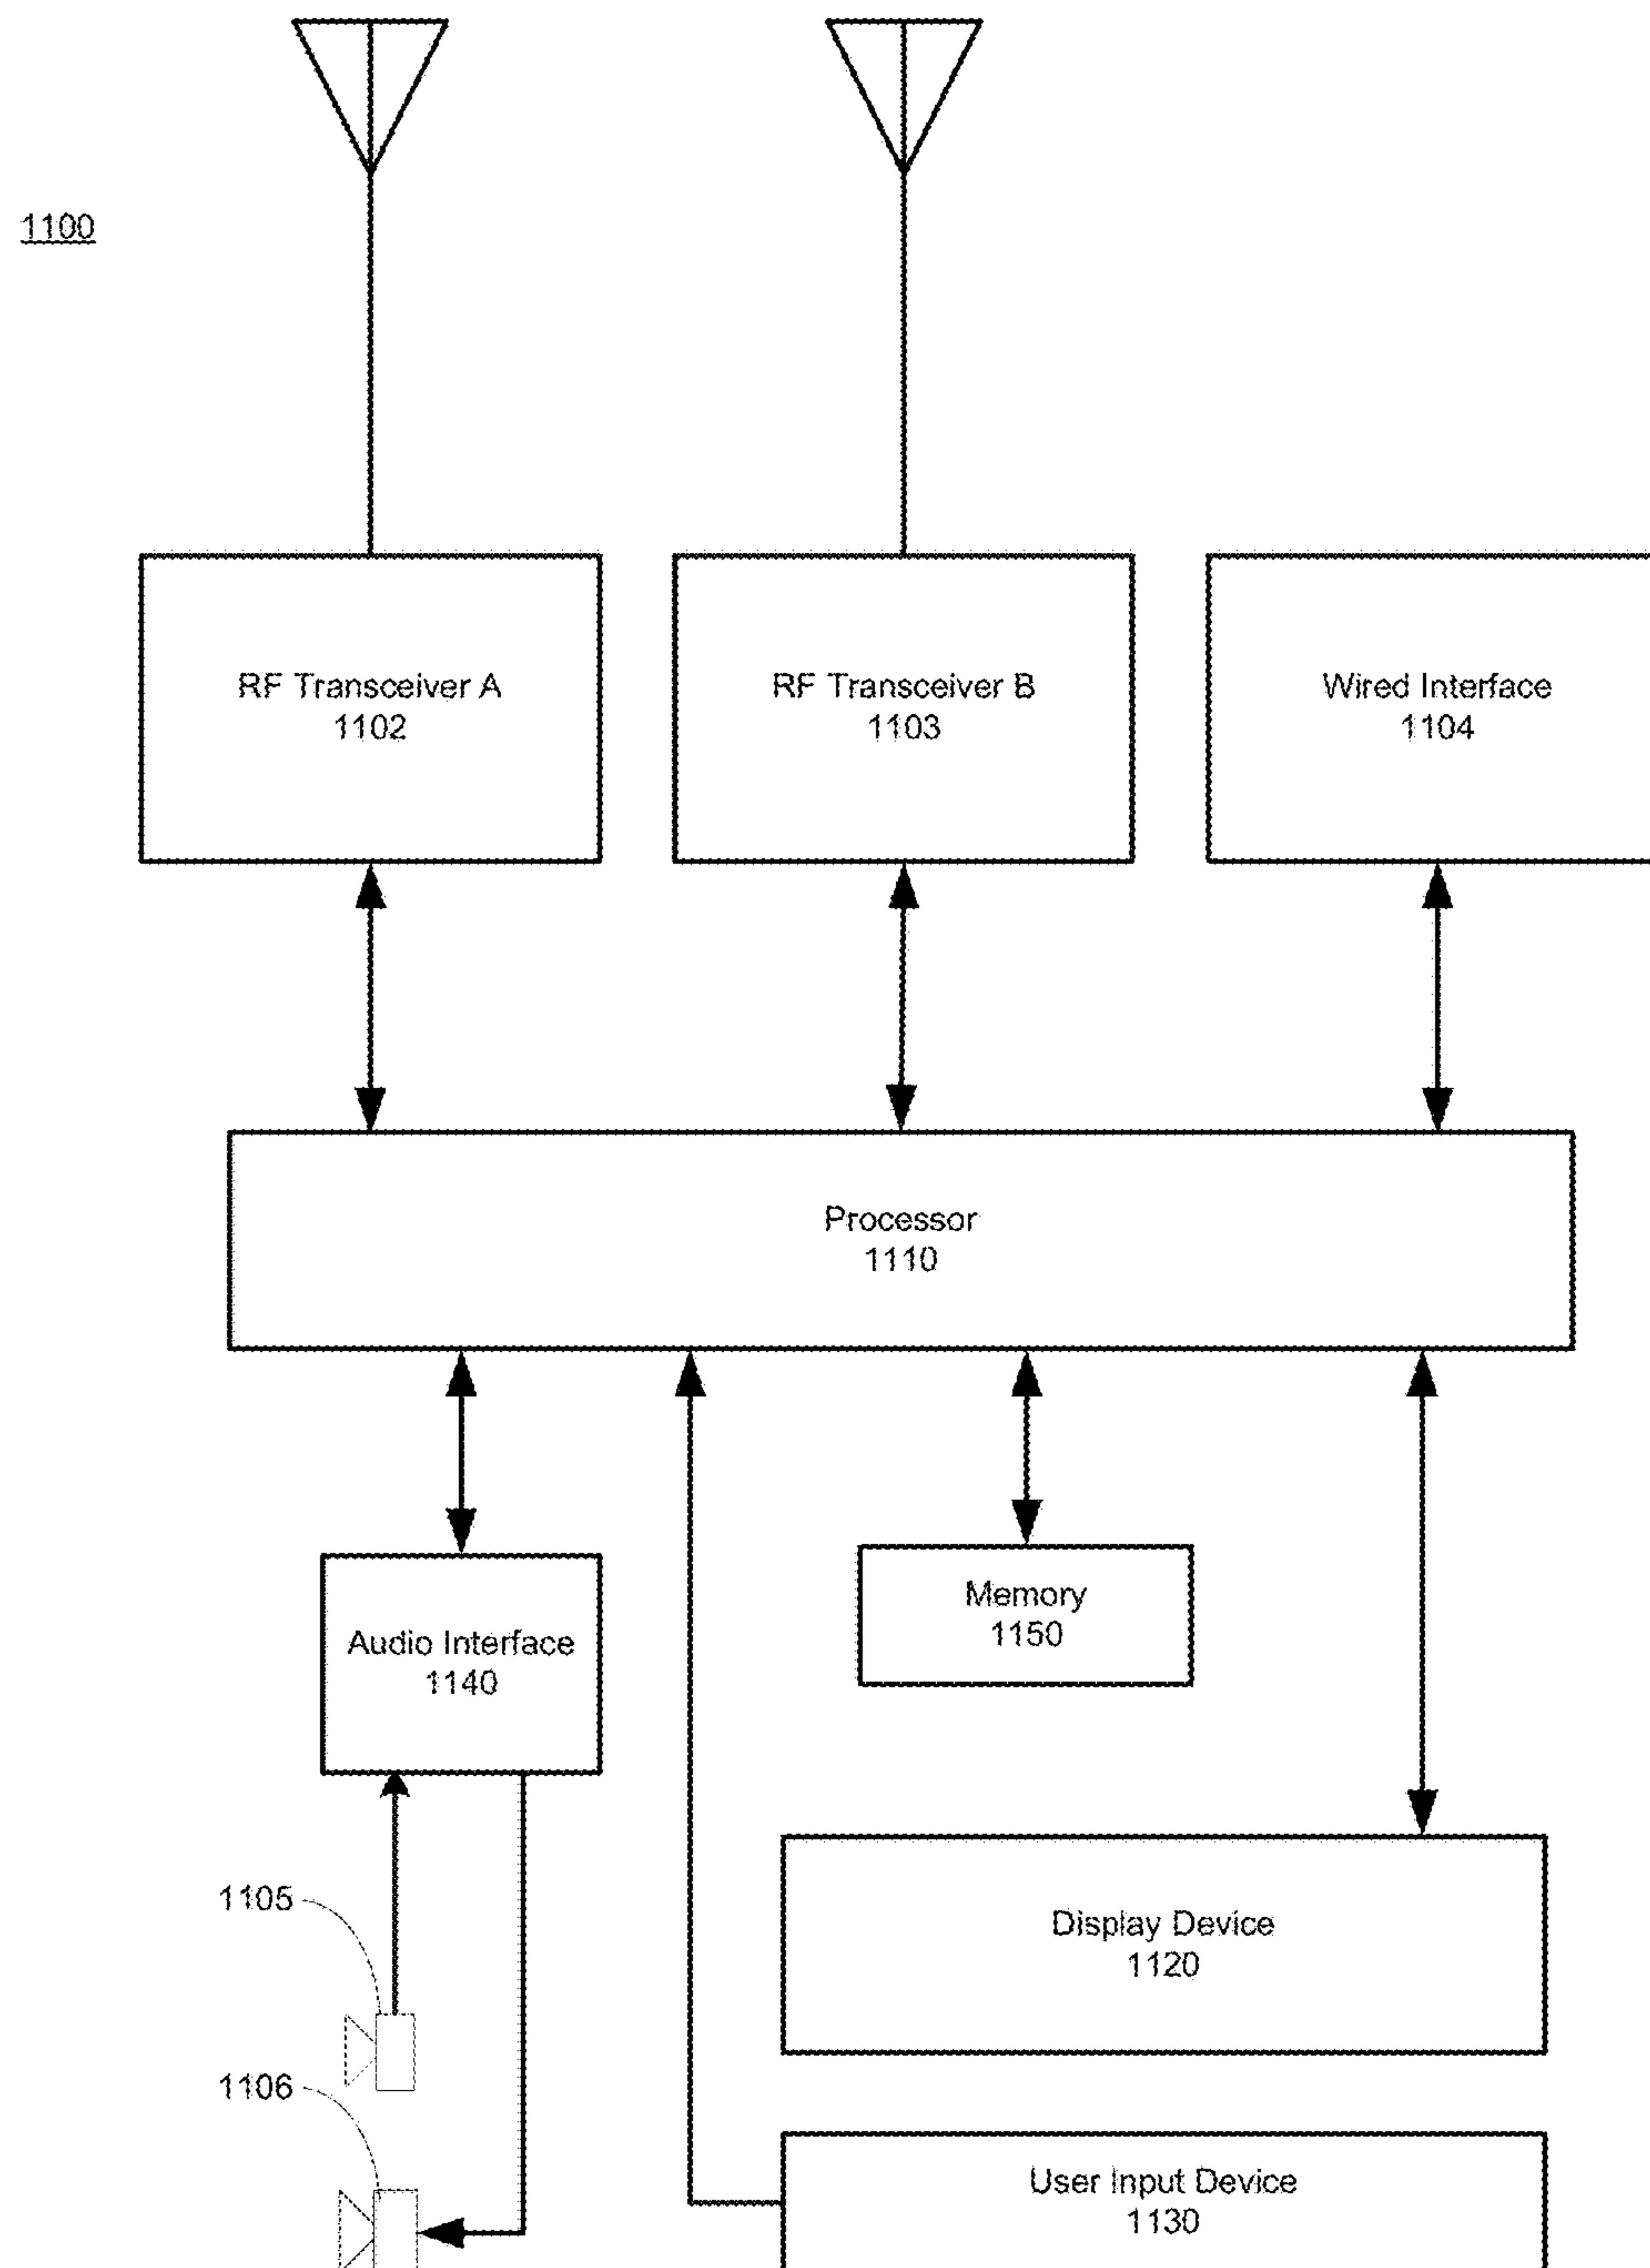 1100
RF Transceiver A
1102
RF Transceiver B
1103
Wired Interface
1104
Processor
1110
Audio Interface
1140
Memory
1150
1105
Display Device
1120
1106
User Input Device
1130